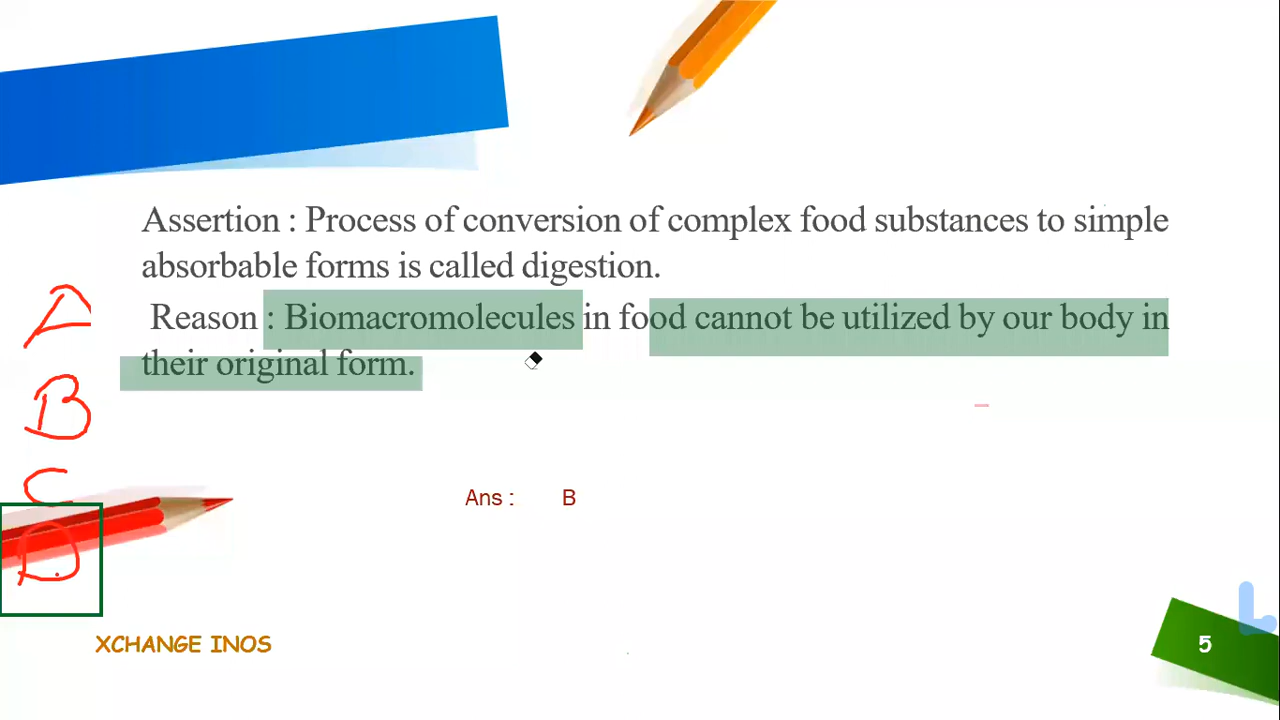 Assertion : Process of conversion of complex food substances to simple
absorbable forms is called digestion.
Reason : Biomacromolecules in food cannot be utilized by our body in
their original form.
A
B
C
D
Ans : B
XCHANGE INOS
5